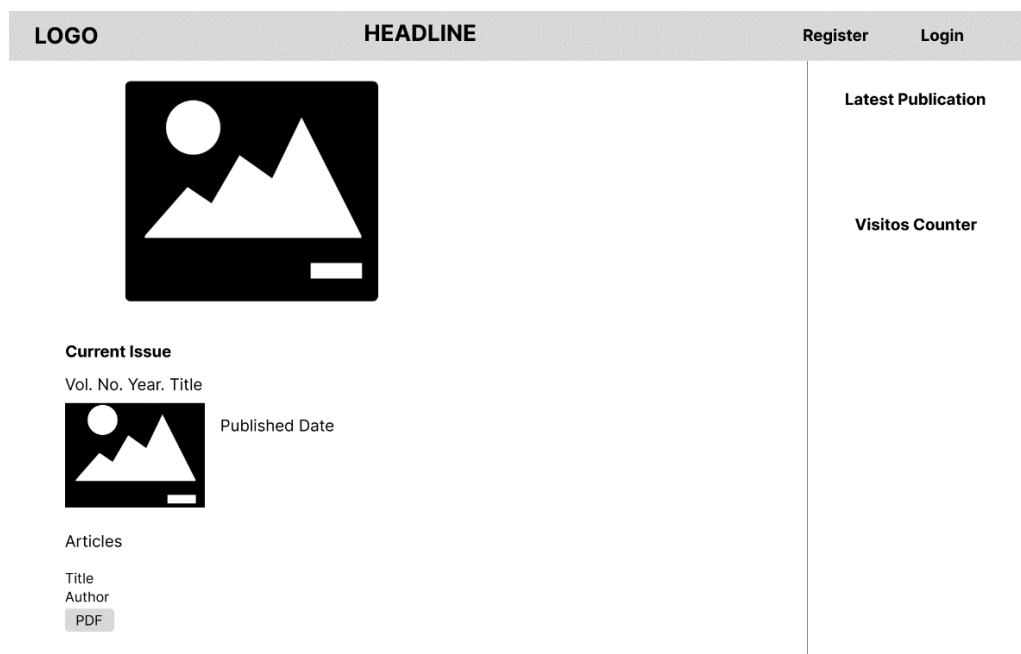 LOGO
HEADLINE
Register
Login
Latest Publication
Visitos Counter
Current Issue
Vol. No. Year. Title
Published Date
Articles
Title
Author
PDF